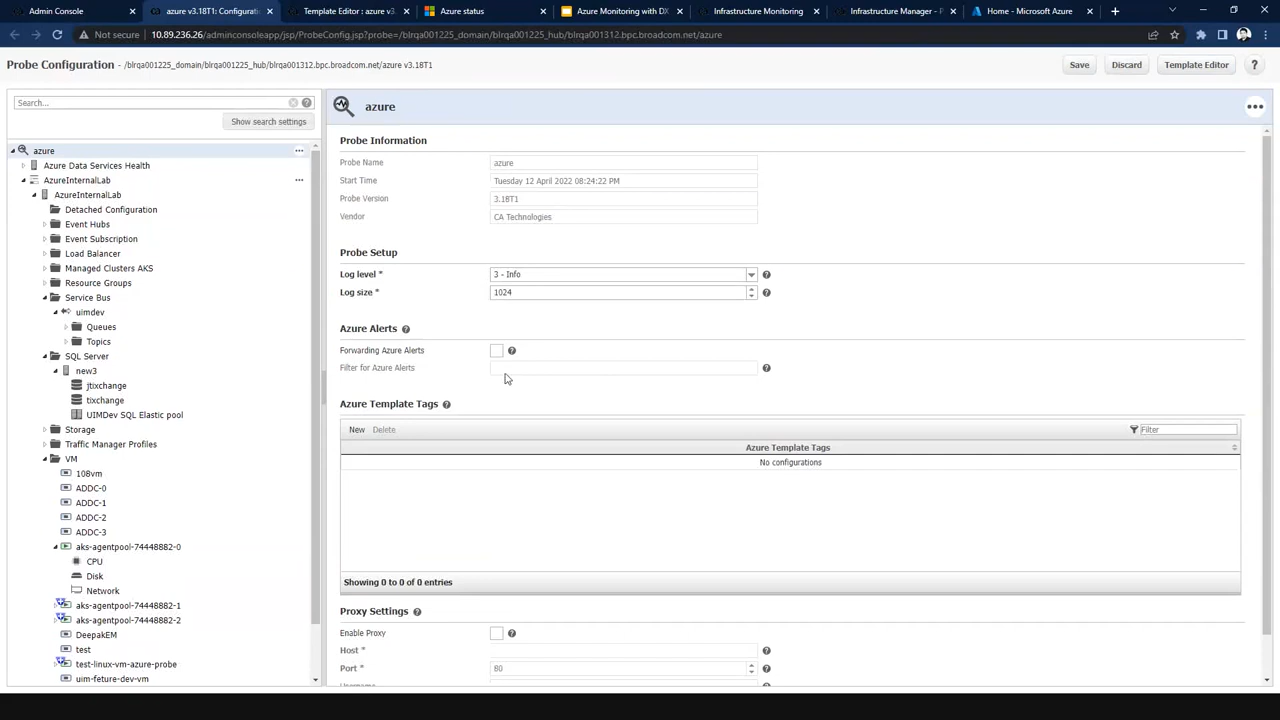 Admin Console
azure v3.18T1: Configurati
Template Editor : azure v3
Azure status
Azure Monitoring with DX
Infrastructure Monitoring
Infrastructure Manager - P
Home - Microsoft Azure
Not secure
10.89.236.26/adminconsoleapp/jsp/ProbeConfig.jsp?probe=/blrqa001225_domain/blrqa001225_hub/blrqa001312.bpc.broadcom.net/azure
Probe Configuration - /blrqa001225_domain/blrqa001225_hub/blrqa001312.bpc.broadcom.net/azure v3.18T1
Save
Discard
Template Editor
?
Search...
Show search settings
azure
Azure Data Services Health
AzureInternalLab
AzureInternalLab
Detached Configuration
Event Hubs
Event Subscription
Load Balancer
Managed Clusters AKS
Resource Groups
Service Bus
uimdev
Queues
Topics
SQL Server
new3
jtixchange
tixchange
UIMDev SQL Elastic pool
Storage
Traffic Manager Profiles
VM
108vm
ADDC-0
ADDC-1
ADDC-2
ADDC-3
aks-agentpool-74448882-0
CPU
Disk
Network
aks-agentpool-74448882-1
aks-agentpool-74448882-2
DeepakEM
test
test-linux-vm-azure-probe
uim-feture-dev-vm
azure
Probe Information
Probe Name azure
Start Time Tuesday 12 April 2022 08:24:22 PM
Probe Version 3.18T1
Vendor CA Technologies
Probe Setup
Log level * 3 - Info
Log size * 1024
Azure Alerts
Forwarding Azure Alerts
Filter for Azure Alerts
Azure Template Tags
New Delete Filter
Azure Template Tags
No configurations
Showing 0 to 0 of 0 entries
Proxy Settings
Enable Proxy
Host *
Port * 80
Username